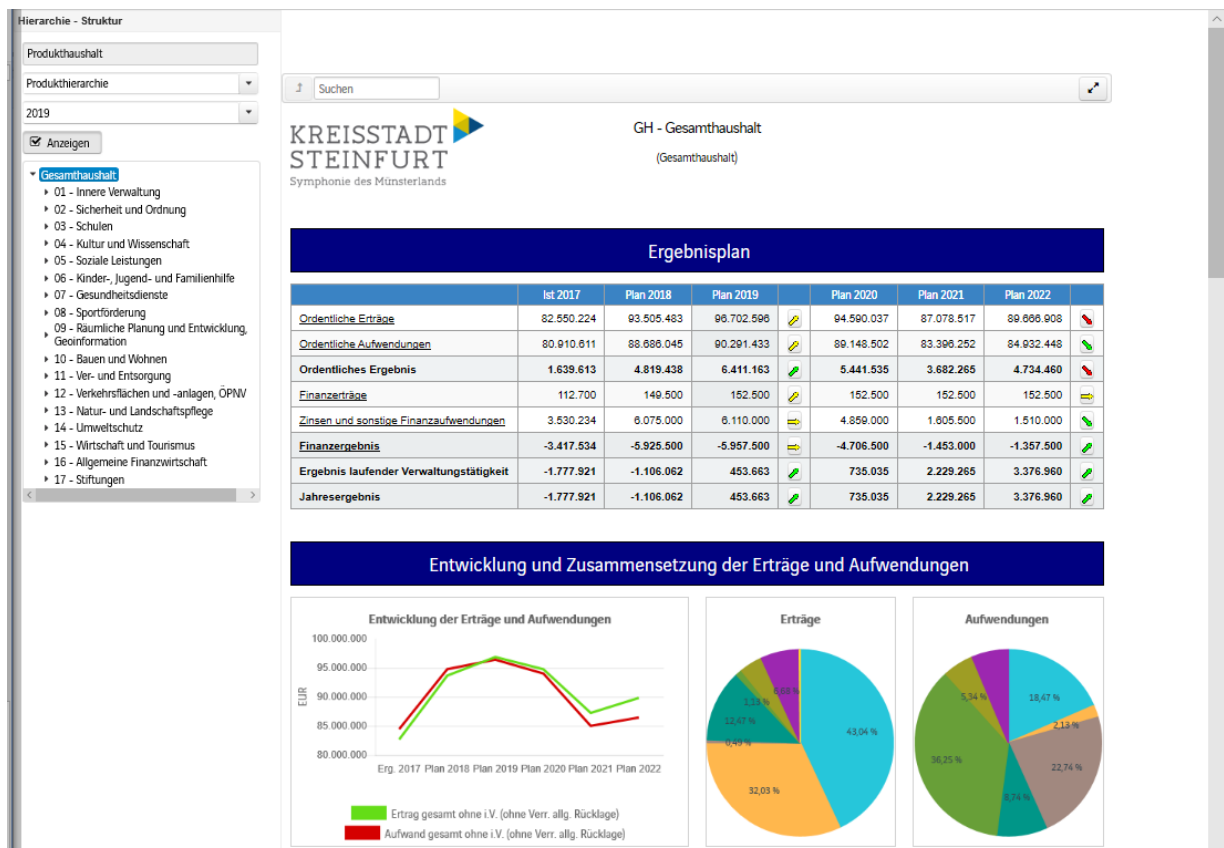 Hierarchie - Struktur
Produkthaushalt
Produkthierarchie
2019
Anzeigen
Gesamthaushalt
01 - Innere Verwaltung
02 - Sicherheit und Ordnung
03 - Schulen
04 - Kultur und Wissenschaft
05 - Soziale Leistungen
06 - Kinder-, Jugend- und Familienhilfe
07 - Gesundheitsdienste
08 - Sportförderung
09 - Räumliche Planung und Entwicklung,
Geoinformation
10 - Bauen und Wohnen
11 - Ver- und Entsorgung
12 - Verkehrsflächen und -anlagen, ÖPNV
13 - Natur- und Landschaftspflege
14 - Umweltschutz
15 - Wirtschaft und Tourismus
16 - Allgemeine Finanzwirtschaft
17 - Stiftungen
Suchen
KREISSTADT
STEINFURT
Symphonie des Münsterlands
GH - Gesamthaushalt
(Gesamthaushalt)
Ergebnisplan
Ist 2017 Plan 2018 Plan 2019 Plan 2020 Plan 2021 Plan 2022
Ordentliche Erträge 82.550.224 93.505.483 96.702.596 94.590.037 87.078.517 89.666.908
Ordentliche Aufwendungen 80.910.611 88.686.045 90.291.433 89.148.502 83.396.252 84.932.448
Ordentliches Ergebnis 1.639.613 4.819.438 6.411.163 5.441.535 3.682.265 4.734.460
Finanzerträge 112.700 149.500 152.500 152.500 152.500 152.500
Zinsen und sonstige Finanzaufwendungen 3.530.234 6.075.000 6.110.000 4.859.000 1.605.500 1.510.000
Finanzergebnis -3.417.534 -5.925.500 -5.957.500 -4.706.500 -1.453.000 -1.357.500
Ergebnis laufender Verwaltungstätigkeit -1.777.921 -1.106.062 453.663 735.035 2.229.265 3.376.960
Jahresergebnis -1.777.921 -1.106.062 453.663 735.035 2.229.265 3.376.960
Entwicklung und Zusammensetzung der Erträge und Aufwendungen
Entwicklung der Erträge und Aufwendungen
100.000.000
95.000.000
90.000.000
85.000.000
80.000.000
EUR
Erg. 2017 Plan 2018 Plan 2019 Plan 2020 Plan 2021 Plan 2022
Ertrag gesamt ohne i.V. (ohne Verr. allg. Rücklage)
Aufwand gesamt ohne i.V. (ohne Verr. allg. Rücklage)
Erträge
6,68 %
12,47 %
0,49 %
43,04 %
32,03 %
Aufwendungen
5,34 %
18,47 %
2,13 %
36,25 %
22,74 %
8,74 %